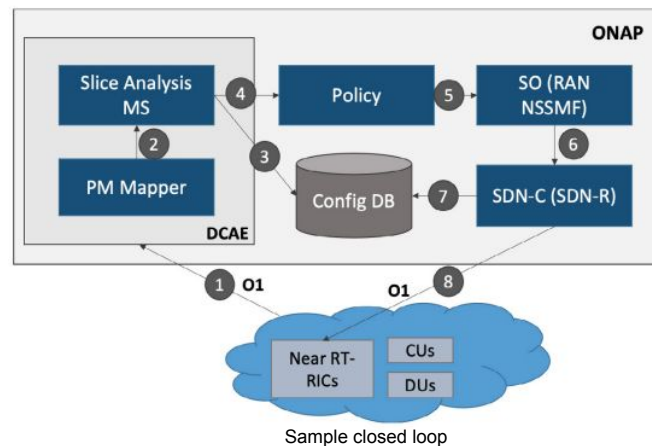 ONAP
Slice Analysis
MS
4
Policy
5
SO (RAN
NSSMF)
2
3
6
PM Mapper
Config DB
7
SDN-C (SDN-R)
DCAE
1
O1
O1
8
Near RT-
RICs
CUs
DUs
Sample closed loop